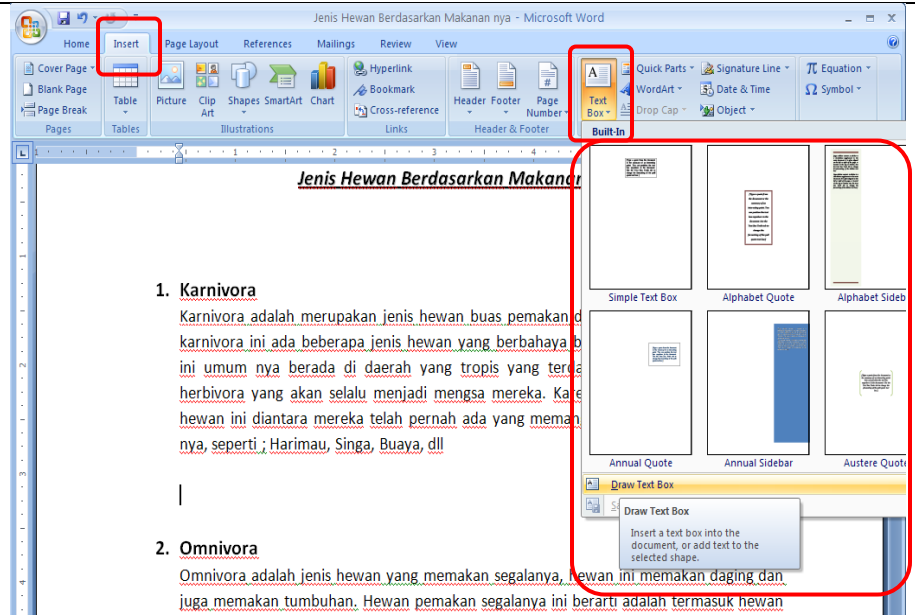 Jenis Hewan Berdasarkan Makanan nya - Microsoft Word
Home Insert Page Layout References Mailings Review View
Cover Page
Blank Page
Page Break
Pages
Table
Tables
Picture Clip Art Shapes SmartArt Chart
Illustrations
Hyperlink
Bookmark
Cross-reference
Links
Header Footer Page Number
Header & Footer
Text Box
Quick Parts Signature Line
WordArt Date & Time
Drop Cap Object
Equation
Symbol
Built-In
Simple Text Box Alphabet Quote Alphabet Sideb
Annual Quote Annual Sidebar Austere Quote
Draw Text Box
Draw Text Box
Insert a text box into the
document, or add text to the
selected shape.
Jenis Hewan Berdasarkan Makanan
1. Karnivora
Karnivora adalah merupakan jenis hewan buas pemakan d
karnivora ini ada beberapa jenis hewan yang berbahaya b
ini umum nya berada di daerah yang tropis yang terda
herbivora yang akan selalu menjadi mengsa mereka. Kare
hewan ini diantara mereka telah pernah ada yang meman
nya, seperti ; Harimau, Singa, Buaya, dll
2. Omnivora
Omnivora adalah jenis hewan yang memakan segalanya, hewan ini memakan daging dan
juga memakan tumbuhan. Hewan pemakan segalanya ini berarti adalah termasuk hewan